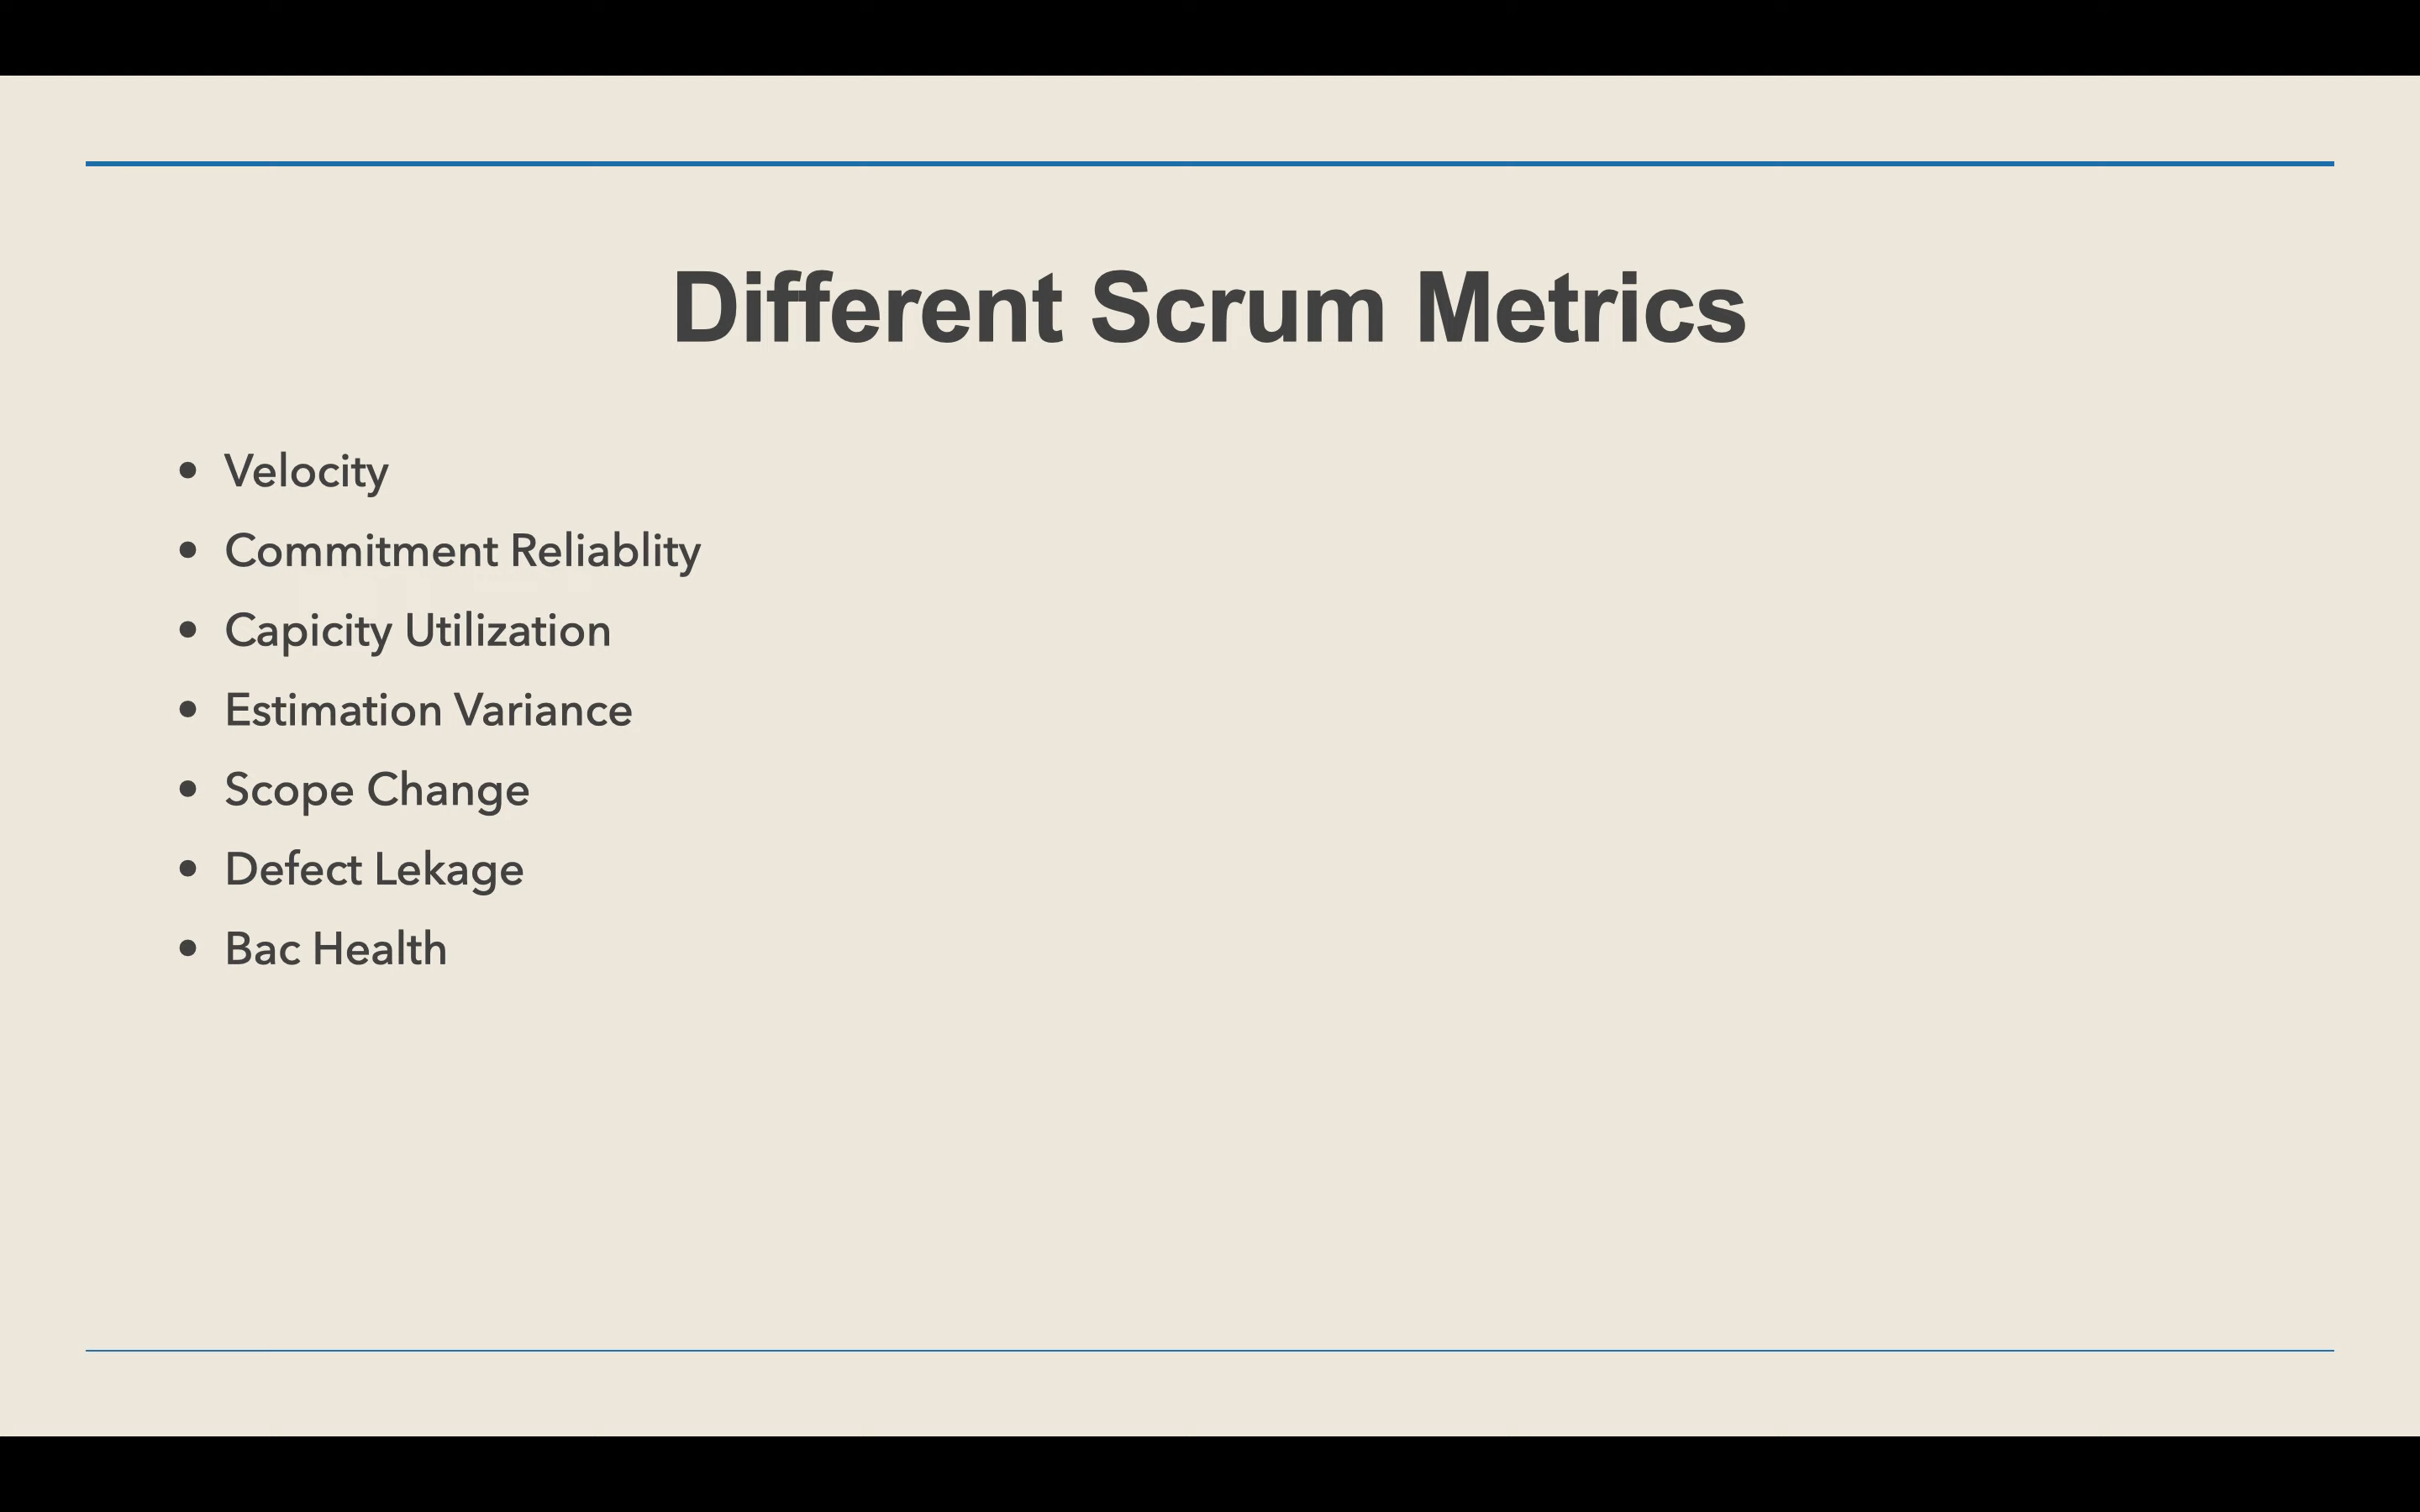 Different Scrum Metrics
• Velocity
• Commitment Reliablity
• Capicity Utilization
• Estimation Variance
• Scope Change
• Defect Lekage
• Bac Health